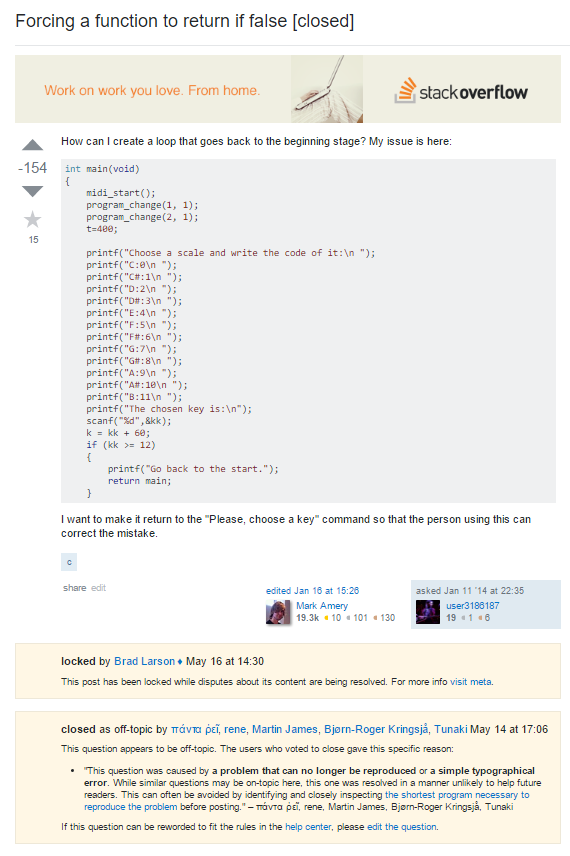 Forcing a function to return if false [closed]
Work on work you love. From home.
stackoverflow
How can I create a loop that goes back to the beginning stage? My issue is here:
-154
15
int main(void)
{
midi_start();
program_change(1, 1);
program_change(2, 1);
t=400;
printf("Choose a scale and write the code of it:\n ");
printf("C:0\n ");
printf("C#:1\n ");
printf("D:2\n ");
printf("D#:3\n ");
printf("E:4\n ");
printf("F:5\n ");
printf("F#:6\n ");
printf("G:7\n ");
printf("G#:8\n ");
printf("A:9\n ");
printf("A#:10\n ");
printf("B:11\n ");
printf("The chosen key is:\n");
scanf("%d",&kk);
k = kk + 60;
if (kk >= 12)
{
printf("Go back to the start.");
return main;
}
I want to make it return to the "Please, choose a key" command so that the person using this can
correct the mistake.
c
share edit
edited Jan 16 at 15:26
Mark Amery
19.3k 10 101 130
asked Jan 11 '14 at 22:35
user3186187
19 1 6
locked by Brad Larson♦ May 16 at 14:30
This post has been locked while disputes about its content are being resolved. For more info visit meta.
closed as off-topic by πάντα ῥεῖ, rene, Martin James, Bjørn-Roger Kringsjå, Tunaki May 14 at 17:06
This question appears to be off-topic. The users who voted to close gave this specific reason:
• "This question was caused by a problem that can no longer be reproduced or a simple typographical
error. While similar questions may be on-topic here, this one was resolved in a manner unlikely to help future
readers. This can often be avoided by identifying and closely inspecting the shortest program necessary to
reproduce the problem before posting." – πάντα ῥεῖ, rene, Martin James, Bjørn-Roger Kringsjå, Tunaki
If this question can be reworded to fit the rules in the help center, please edit the question.